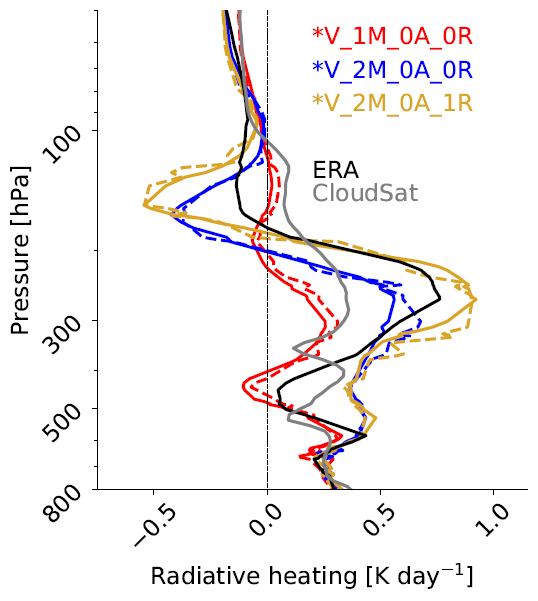 *V_1M_0A_0R
*V_2M_0A_0R
*V_2M_0A_1R
ERA
CloudSat
Pressure [hPa]
100
300
500
800
−0.5
0.0
0.5
1.0
Radiative heating [K day⁻¹]